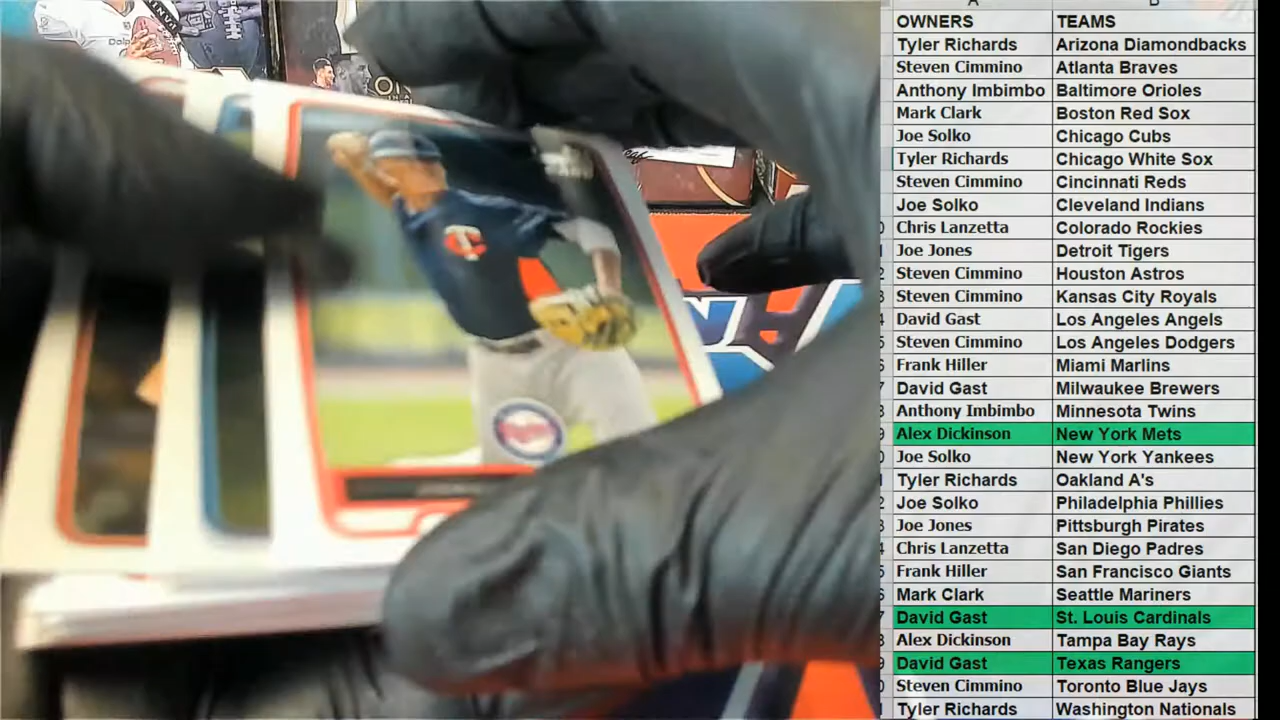 OWNERS TEAMS
Tyler Richards Arizona Diamondbacks
Steven Cimmino Atlanta Braves
Anthony Imbimbo Baltimore Orioles
Mark Clark Boston Red Sox
Joe Solko Chicago Cubs
Tyler Richards Chicago White Sox
Steven Cimmino Cincinnati Reds
Joe Solko Cleveland Indians
Chris Lanzetta Colorado Rockies
Joe Jones Detroit Tigers
Steven Cimmino Houston Astros
Steven Cimmino Kansas City Royals
David Gast Los Angeles Angels
Steven Cimmino Los Angeles Dodgers
Frank Hiller Miami Marlins
David Gast Milwaukee Brewers
Anthony Imbimbo Minnesota Twins
Alex Dickinson New York Mets
Joe Solko New York Yankees
Tyler Richards Oakland A's
Joe Solko Philadelphia Phillies
Joe Jones Pittsburgh Pirates
Chris Lanzetta San Diego Padres
Frank Hiller San Francisco Giants
Mark Clark Seattle Mariners
David Gast St. Louis Cardinals
Alex Dickinson Tampa Bay Rays
David Gast Texas Rangers
Steven Cimmino Toronto Blue Jays
Tyler Richards Washington Nationals